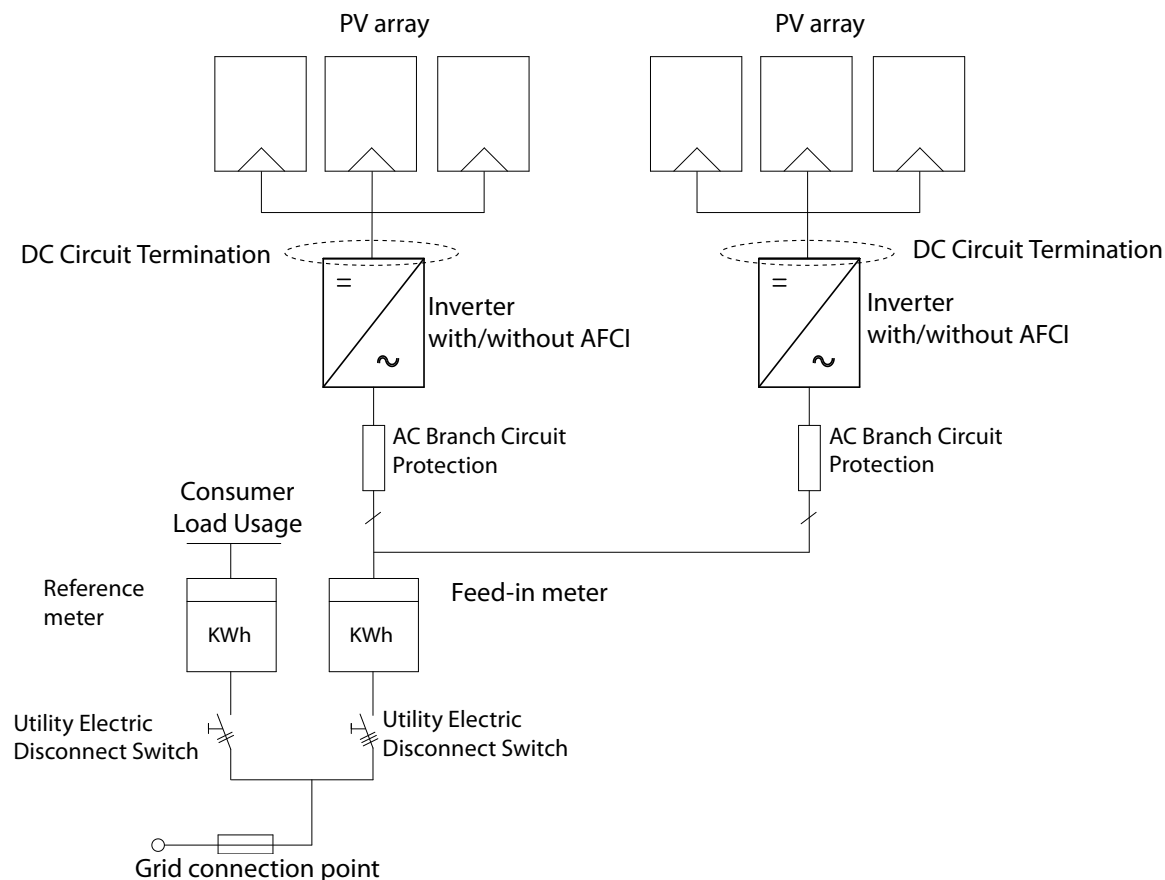 PV array
PV array
DC Circuit Termination
DC Circuit Termination
Inverter
with/without AFCI
Inverter
with/without AFCI
AC Branch Circuit
Protection
AC Branch Circuit
Protection
Consumer
Load Usage
Reference
meter
KWh
KWh
Feed-in meter
Utility Electric
Disconnect Switch
Utility Electric
Disconnect Switch
Grid connection point